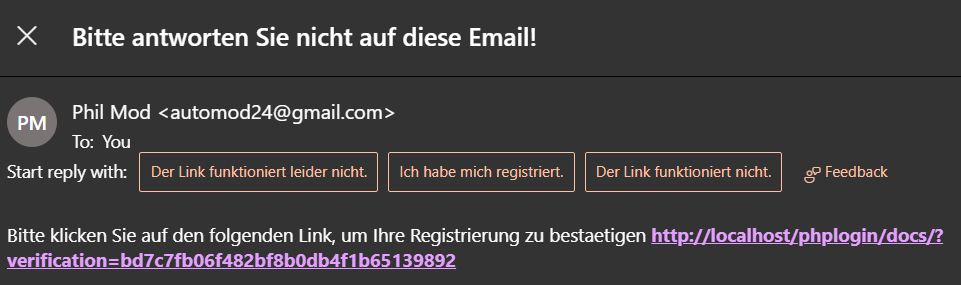 Bitte antworten Sie nicht auf diese Email!
PM
Phil Mod <automod24@gmail.com>
To: You
Start reply with: Der Link funktioniert leider nicht. Ich habe mich registriert. Der Link funktioniert nicht. Feedback
Bitte klicken Sie auf den folgenden Link, um Ihre Registrierung zu bestaetigen http://localhost/phplogin/docs/?
verification=bd7c7fb06f482bf8b0db4f1b65139892